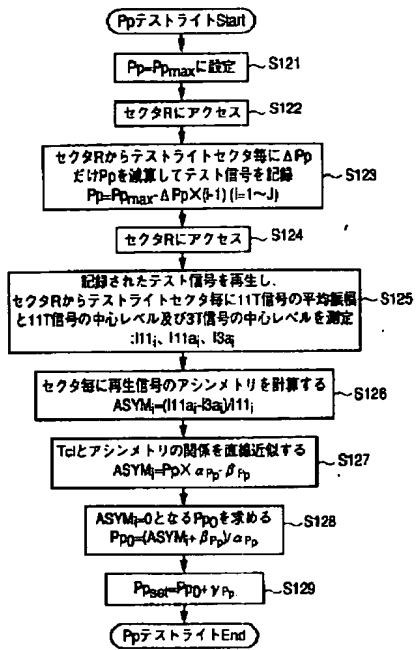 PpテストライトStart
Pp=Ppmaxに設定
S121
セクタRにアクセス
S122
セクタRからテストライトセクタ毎にΔPp
だけPpを減算してテスト信号を記録
Pp=Ppmax-ΔPp×(i-1) (i=1~J)
S123
セクタRにアクセス
S124
記録されたテスト信号を再生し、
セクタRからテストライトセクタ毎に11T信号の平均振幅
と11T信号の中心レベル及び3T信号の中心レベルを測定
:I11i、I11ai、I3ai
S125
セクタ毎に再生信号のアシンメトリを計算する
ASYMi=(I11ai-I3ai)/I11i
S126
Tclとアシンメトリの関係を直線近似する
ASYMi=Pp×αPp-βPp
S127
ASYMi=0となるPp0を求める
Pp0=(ASYMi+βPp)/αPp
S128
Ppset=Pp0+γPp
S129
PpテストライトEnd